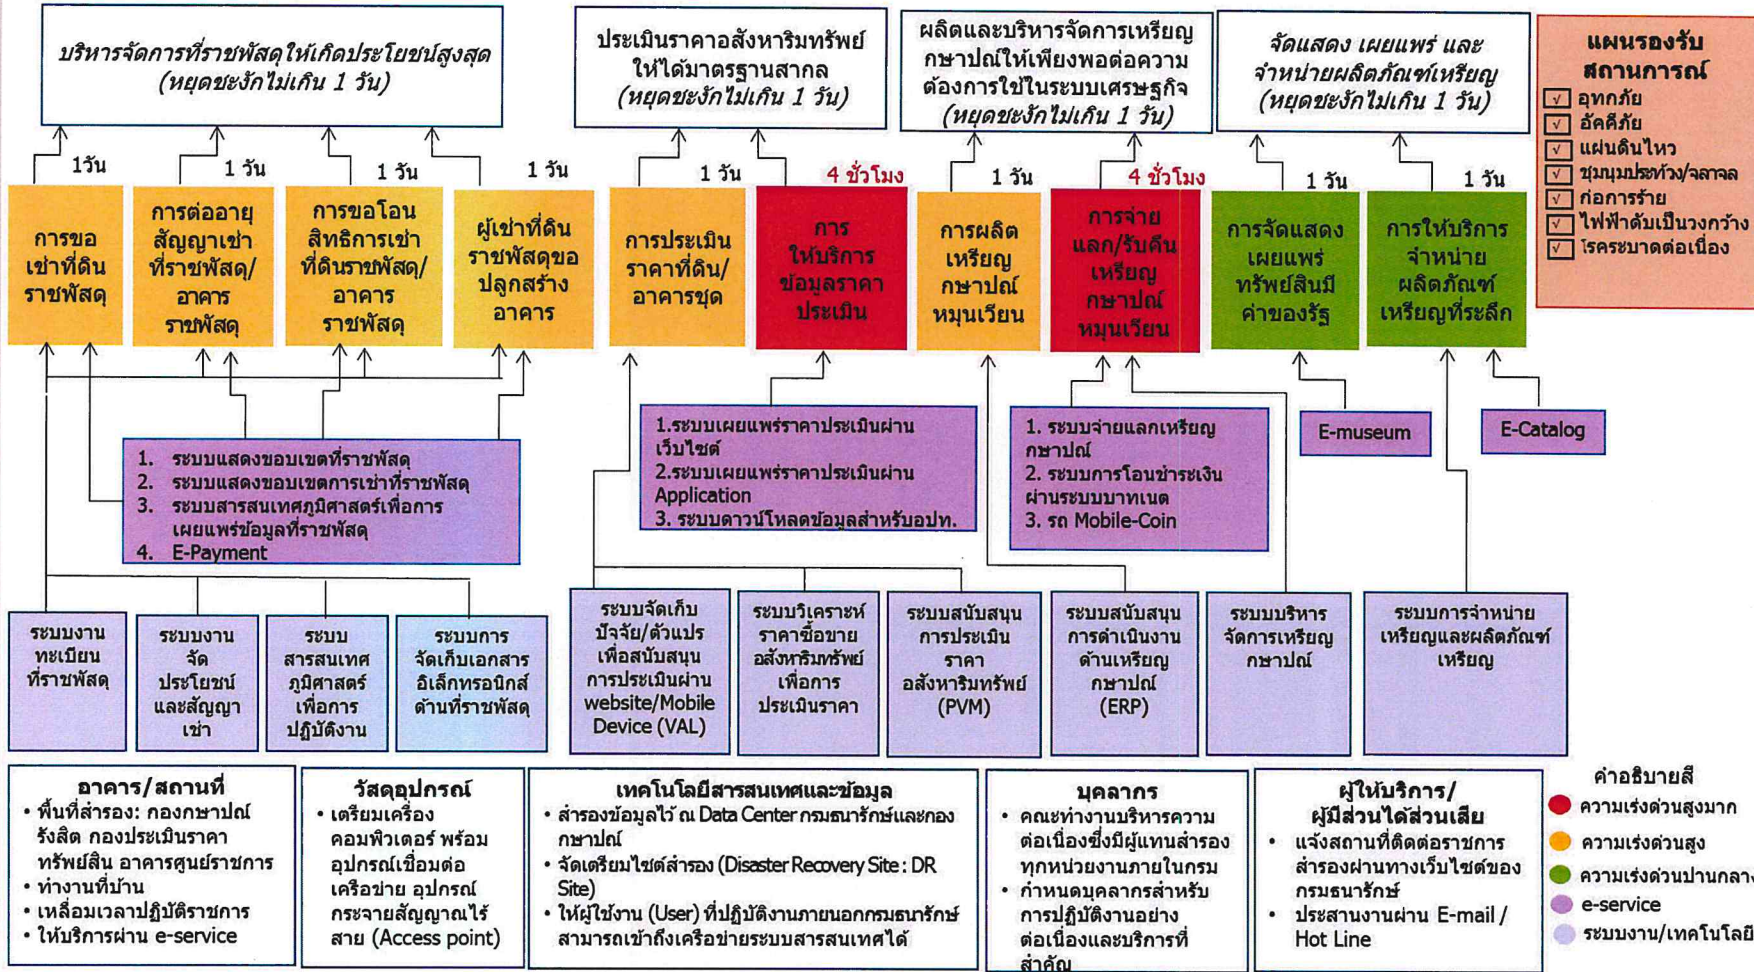 บริหารจัดการที่ราชพัสดุให้เกิดประโยชน์สูงสุด
(หยุดชะงักไม่เกิน 1 วัน)
ประเมินราคาอสังหาริมทรัพย์
ให้ได้มาตรฐานสากล
(หยุดชะงักไม่เกิน 1 วัน)
ผลิตและบริหารจัดการเหรียญ
กษาปณ์ให้เพียงพอต่อความ
ต้องการใช้ในระบบเศรษฐกิจ
(หยุดชะงักไม่เกิน 1 วัน)
จัดแสดง เผยแพร่ และ
จำหน่ายผลิตภัณฑ์เหรียญ
(หยุดชะงักไม่เกิน 1 วัน)
แผนรองรับ
สถานการณ์
√ อุทกภัย
√ อัคคีภัย
√ แผ่นดินไหว
√ ชุมนุมประท้วง/จลาจล
√ ก่อการร้าย
√ ไฟฟ้าดับเป็นวงกว้าง
√ โรคระบาดต่อเนื่อง
1วัน
1 วัน
1 วัน
1 วัน
1 วัน
4 ชั่วโมง
1 วัน
4 ชั่วโมง
1 วัน
1 วัน
การขอ
เช่าที่ดิน
ราชพัสดุ
การต่ออายุ
สัญญาเช่า
ที่ราชพัสดุ/
อาคาร
ราชพัสดุ
การขอโอน
สิทธิการเช่า
ที่ดินราชพัสดุ/
อาคาร
ราชพัสดุ
ผู้เช่าที่ดิน
ราชพัสดุขอ
ปลูกสร้าง
อาคาร
การประเมิน
ราคาที่ดิน/
อาคารชุด
การ
ให้บริการ
ข้อมูลราคา
ประเมิน
การผลิต
เหรียญ
กษาปณ์
หมุนเวียน
การจ่าย
แลก/รับคืน
เหรียญ
กษาปณ์
หมุนเวียน
การจัดแสดง
เผยแพร่
ทรัพย์สินมี
ค่าของรัฐ
การให้บริการ
จำหน่าย
ผลิตภัณฑ์
เหรียญที่ระลึก
1. ระบบแสดงขอบเขตที่ราชพัสดุ
2. ระบบแสดงขอบเขตการเช่าที่ราชพัสดุ
3. ระบบสารสนเทศภูมิศาสตร์เพื่อการ
เผยแพร่ข้อมูลที่ราชพัสดุ
4. E-Payment
1.ระบบเผยแพร่ราคาประเมินผ่าน
เว็บไซต์
2.ระบบเผยแพร่ราคาประเมินผ่าน
Application
3. ระบบดาวน์โหลดข้อมูลสำหรับอปท.
1. ระบบจ่ายแลกเหรียญ
กษาปณ์
2. ระบบการโอนชำระเงิน
ผ่านระบบบาทเนต
3. รถ Mobile-Coin
E-museum
E-Catalog
ระบบงาน
ทะเบียน
ที่ราชพัสดุ
ระบบงาน
จัด
ประโยชน์
และสัญญา
เช่า
ระบบ
สารสนเทศ
ภูมิศาสตร์
เพื่อการ
ปฏิบัติงาน
ระบบการ
จัดเก็บเอกสาร
อิเล็กทรอนิกส์
ด้านที่ราชพัสดุ
ระบบจัดเก็บ
ปัจจัย/ตัวแปร
เพื่อสนับสนุน
การประเมินผ่าน
website/Mobile
Device (VAL)
ระบบวิเคราะห์
ราคาซื้อขาย
อสังหาริมทรัพย์
เพื่อการ
ประเมินราคา
ระบบสนับสนุน
การประเมิน
ราคา
อสังหาริมทรัพย์
(PVM)
ระบบสนับสนุน
การดำเนินงาน
ด้านเหรียญ
กษาปณ์
(ERP)
ระบบบริหาร
จัดการเหรียญ
กษาปณ์
ระบบการจำหน่าย
เหรียญและผลิตภัณฑ์
เหรียญ
อาคาร/สถานที่
• พื้นที่สำรอง: กองกษาปณ์
รังสิต กองประเมินราคา
ทรัพย์สิน อาคารศูนย์ราชการ
• ทำงานที่บ้าน
• เหลื่อมเวลาปฏิบัติราชการ
• ให้บริการผ่าน e-service
วัสดุอุปกรณ์
• เตรียมเครื่อง
คอมพิวเตอร์ พร้อม
อุปกรณ์เชื่อมต่อ
เครือข่าย อุปกรณ์
กระจายสัญญาณไร้
สาย (Access point)
เทคโนโลยีสารสนเทศและข้อมูล
• สำรองข้อมูลไว้ ณ Data Center กรมธนารักษ์และกอง
กษาปณ์
• จัดเตรียมไซต์สำรอง (Disaster Recovery Site : DR
Site)
• ให้ผู้ใช้งาน (User) ที่ปฏิบัติงานภายนอกกรมธนารักษ์
สามารถเข้าถึงเครือข่ายระบบสารสนเทศได้
บุคลากร
• คณะทำงานบริหารความ
ต่อเนื่องซึ่งมีผู้แทนสำรอง
ทุกหน่วยงานภายในกรม
• กำหนดบุคลากรสำหรับ
การปฏิบัติงานอย่าง
ต่อเนื่องและบริการที่
สำคัญ
ผู้ให้บริการ/
ผู้มีส่วนได้ส่วนเสีย
• แจ้งสถานที่ติดต่อราชการ
สำรองผ่านทางเว็บไซต์ของ
กรมธนารักษ์
• ประสานงานผ่าน E-mail /
Hot Line
คำอธิบายสี
ความเร่งด่วนสูงมาก
ความเร่งด่วนสูง
ความเร่งด่วนปานกลาง
e-service
ระบบงาน/เทคโนโลยี